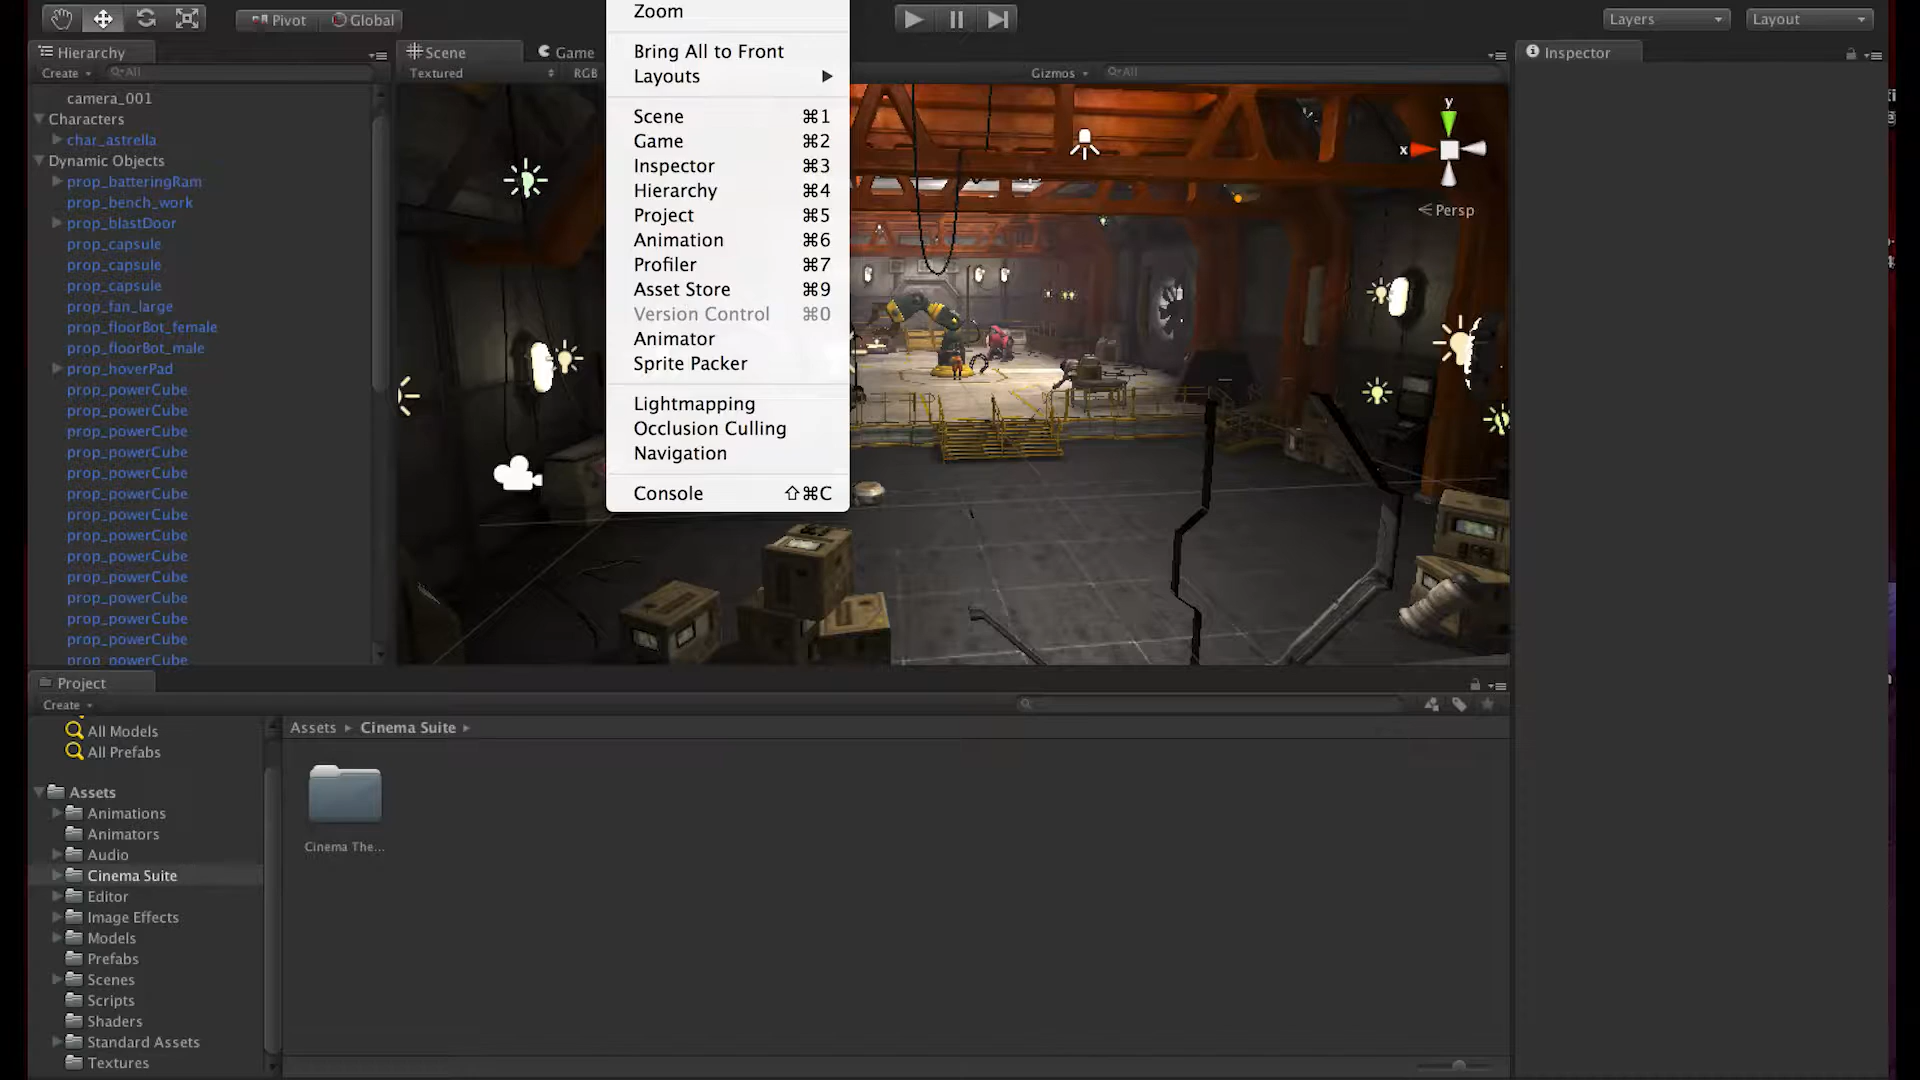 Pivot Global
Layers Layout
Hierarchy
Create All
camera_001
Characters
char_astrella
Dynamic Objects
prop_batteringRam
prop_bench_work
prop_blastDoor
prop_capsule
prop_capsule
prop_capsule
prop_fan_large
prop_floorBot_female
prop_floorBot_male
prop_hoverPad
prop_powerCube
prop_powerCube
prop_powerCube
prop_powerCube
prop_powerCube
prop_powerCube
prop_powerCube
prop_powerCube
prop_powerCube
prop_powerCube
prop_powerCube
prop_powerCube
prop_powerCube
prop_powerCube
Scene Game
Textured RGB
Gizmos All
Zoom
Bring All to Front
Layouts
Scene ⌘1
Game ⌘2
Inspector ⌘3
Hierarchy ⌘4
Project ⌘5
Animation ⌘6
Profiler ⌘7
Asset Store ⌘9
Version Control ⌘0
Animator
Sprite Packer
Lightmapping
Occlusion Culling
Navigation
Console ⇧⌘C
y
x
Persp
Inspector
Project
Create
All Models
All Prefabs
Assets
Animations
Animators
Audio
Cinema Suite
Editor
Image Effects
Models
Prefabs
Scenes
Scripts
Shaders
Standard Assets
Textures
Assets Cinema Suite
Cinema The...